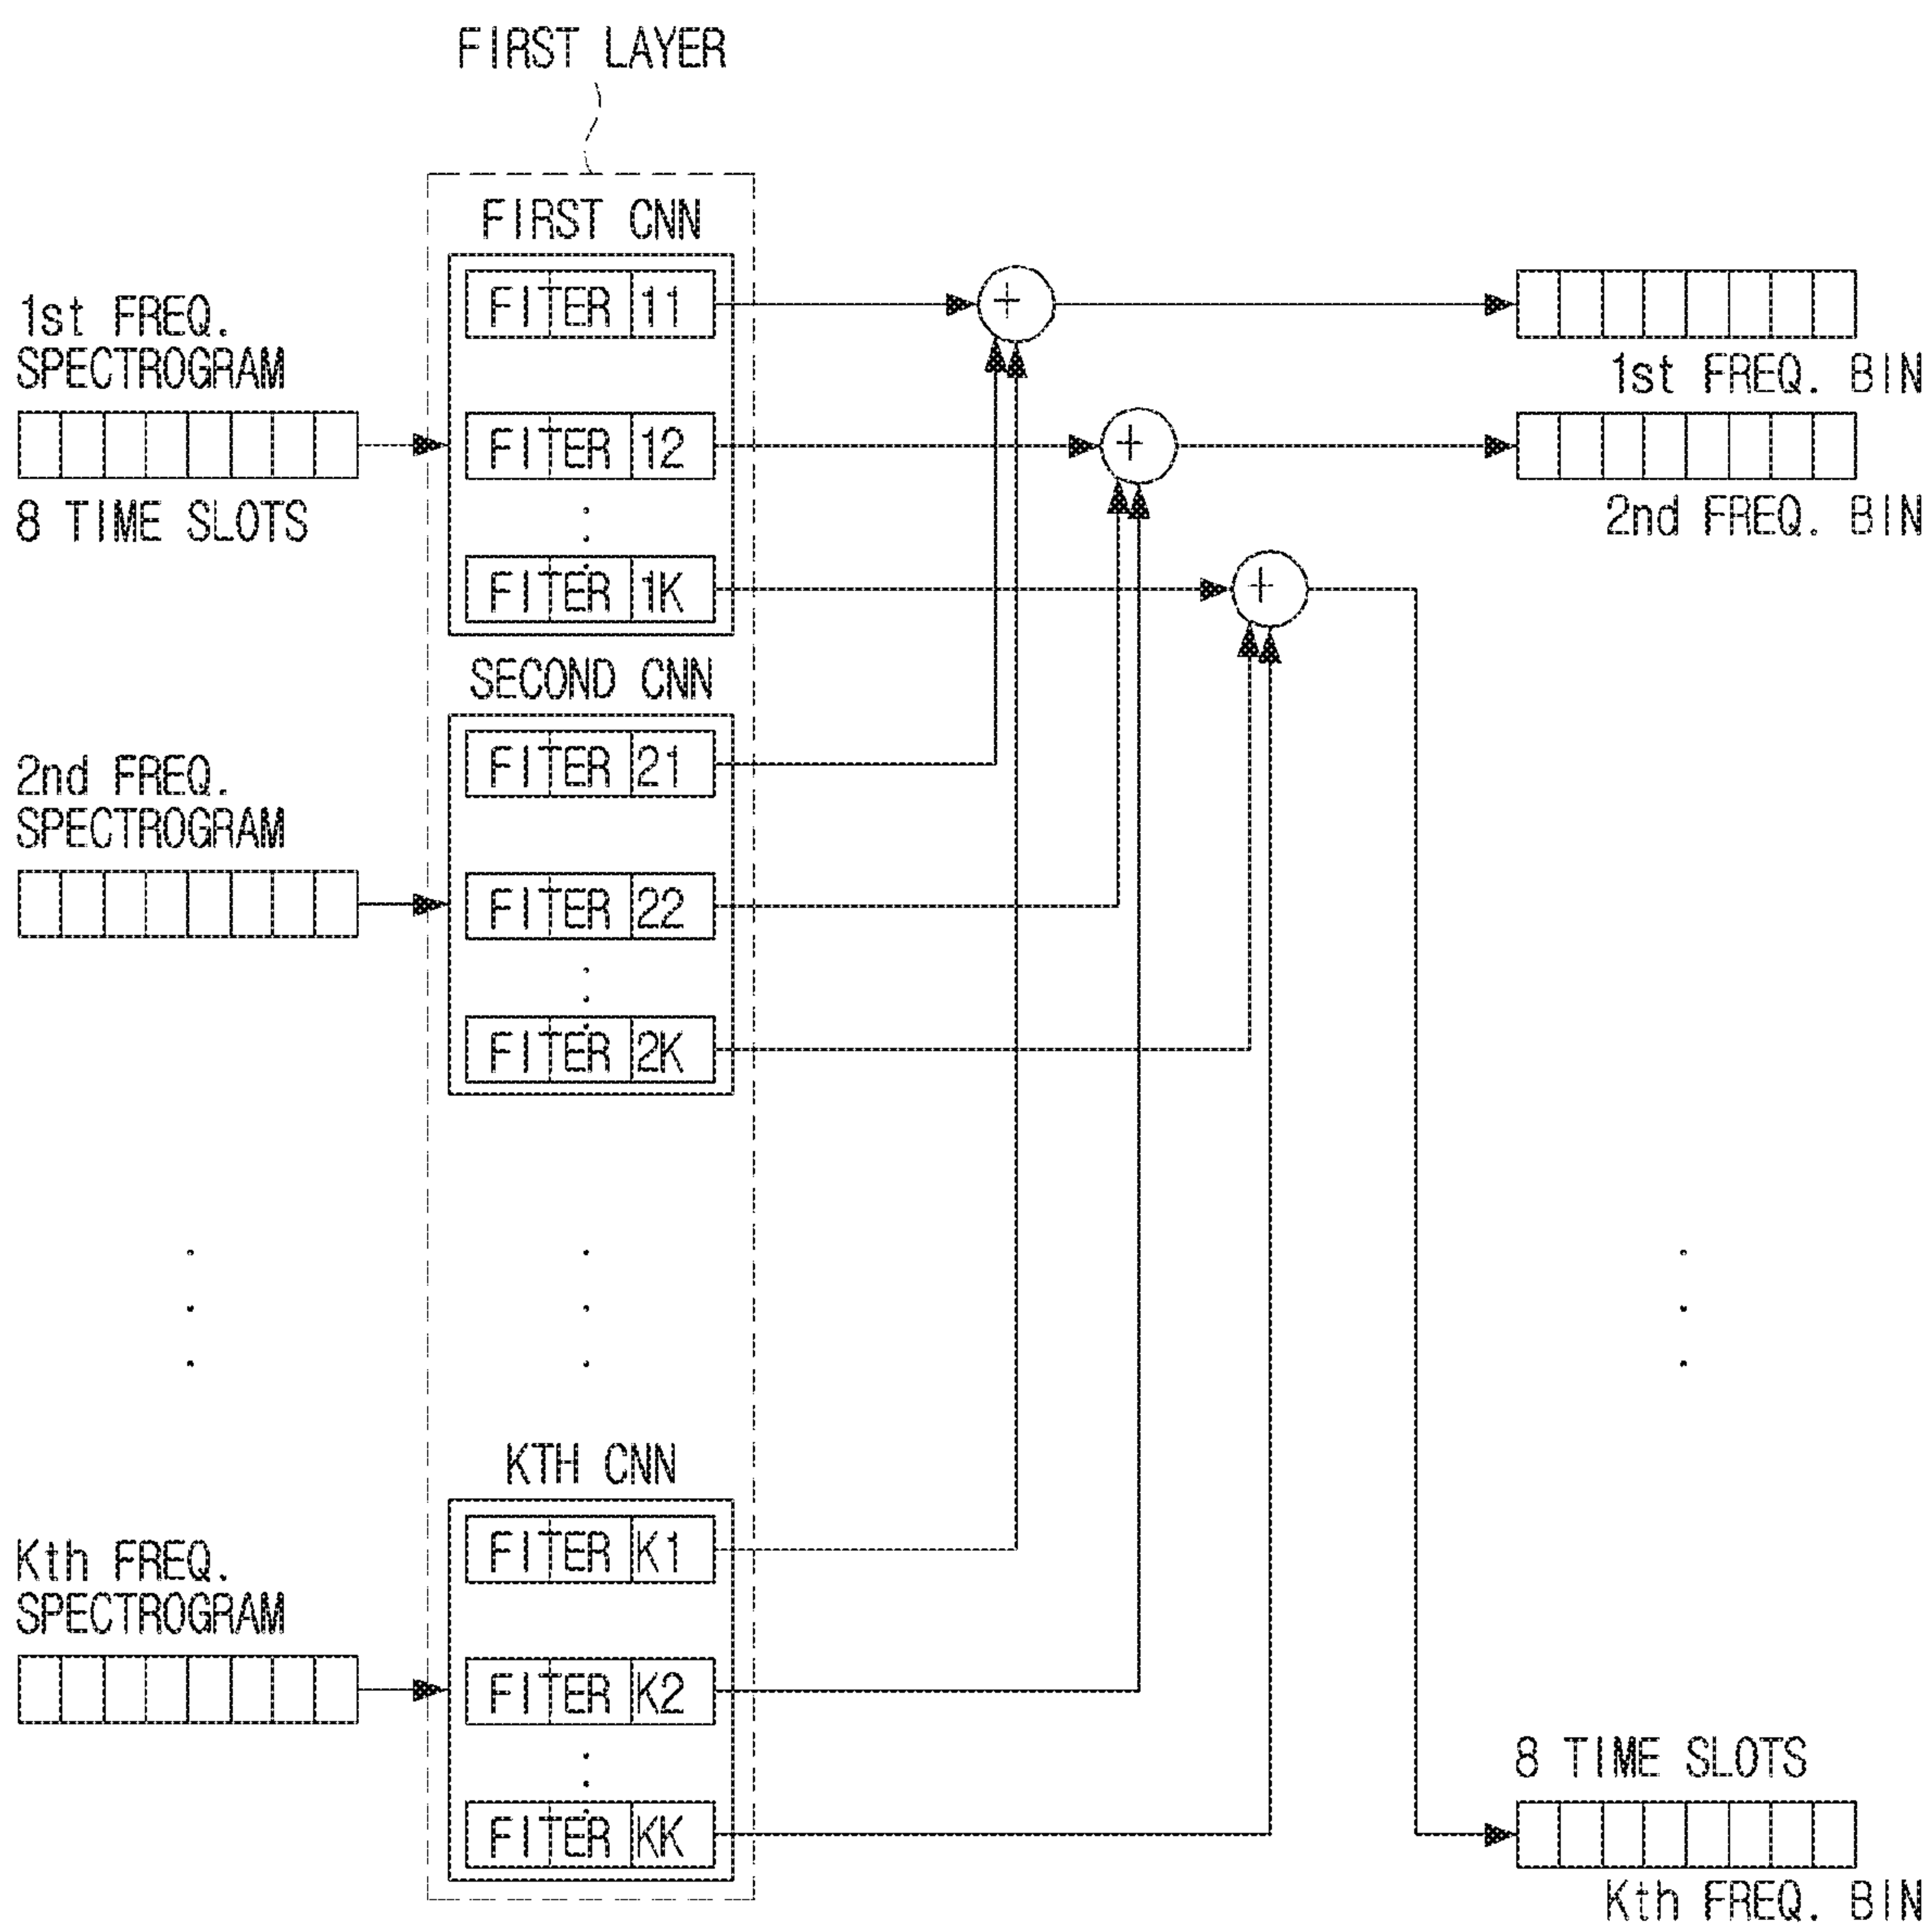 FIRST LAYER
FIRST CNN
FITER 11
1st FREQ.
SPECTROGRAM
8 TIME SLOTS
FITER 12
FITER 1K
1st FREQ. BIN
2nd FREQ. BIN
SECOND CNN
FITER 21
2nd FREQ.
SPECTROGRAM
FITER 22
FITER 2K
KTH CNN
FITER K1
Kth FREQ.
SPECTROGRAM
FITER K2
FITER KK
8 TIME SLOTS
Kth FREQ. BIN